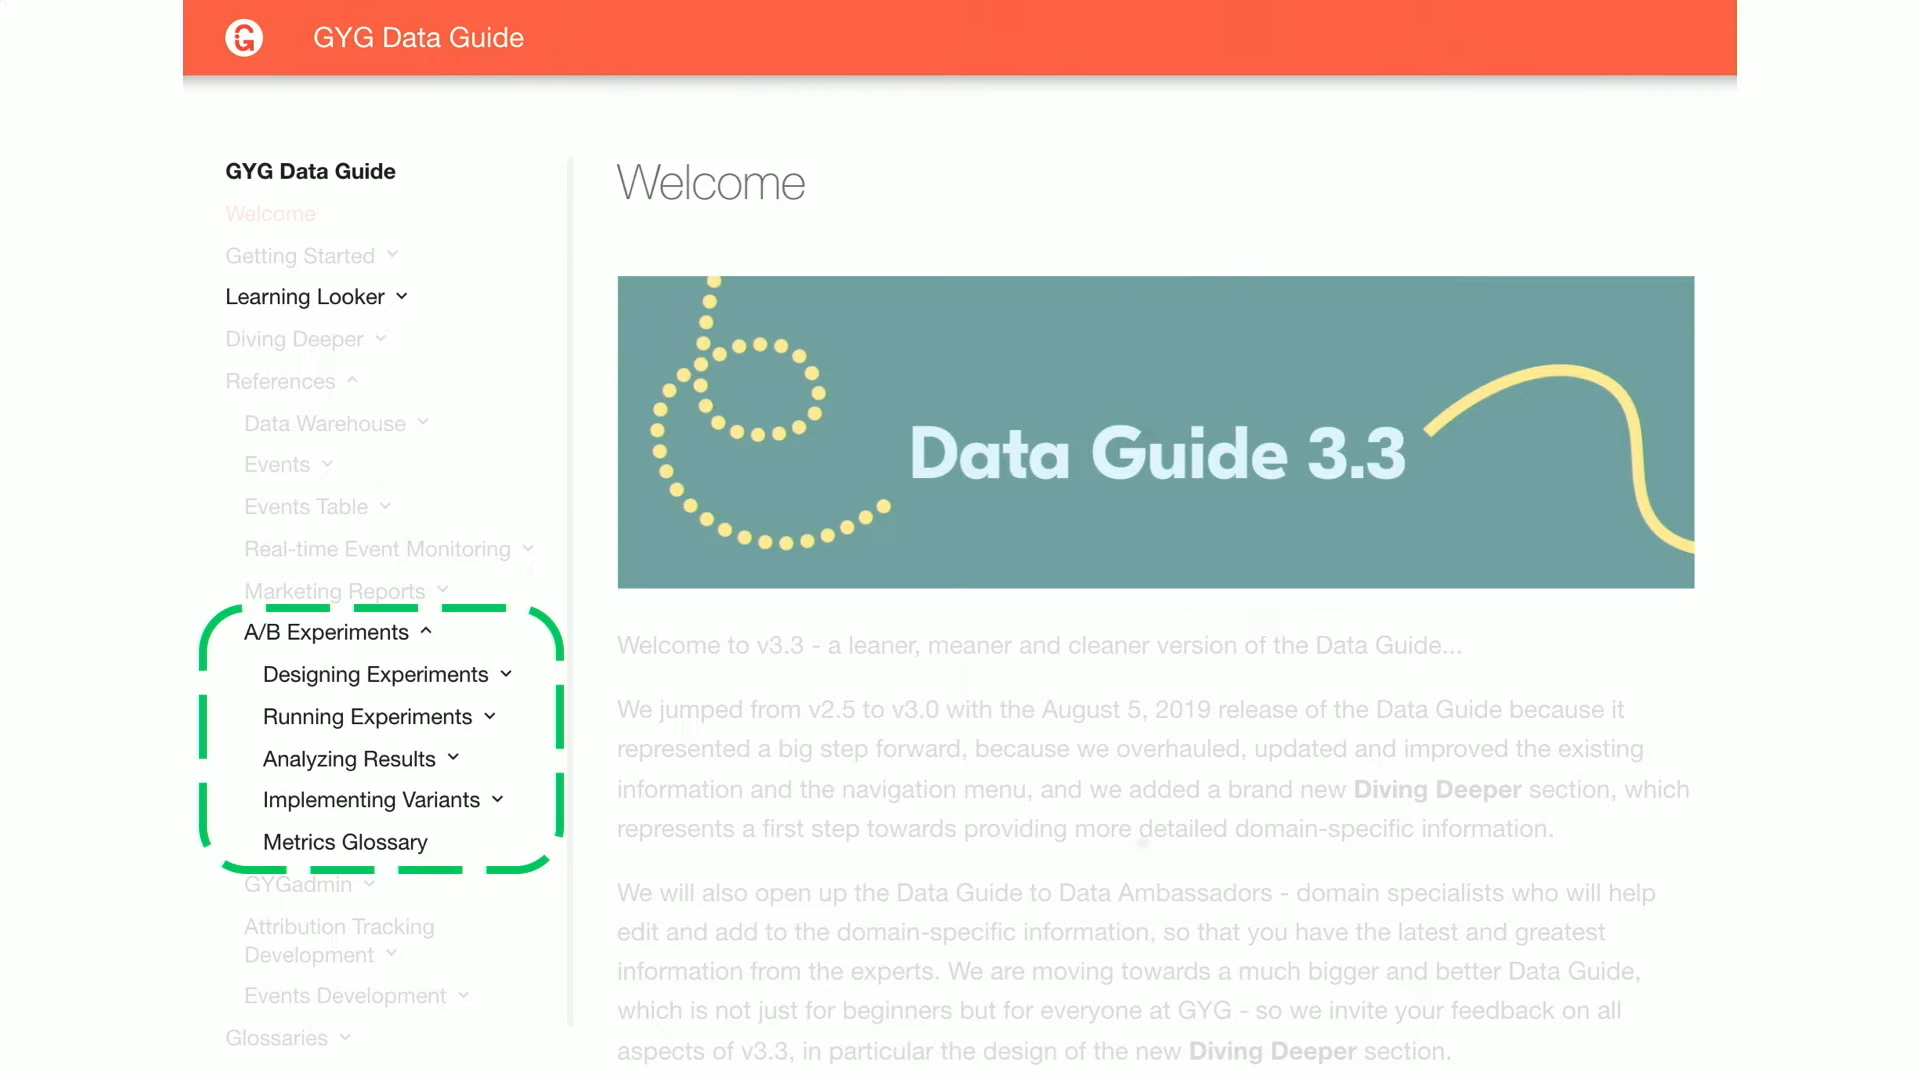 GYG Data Guide
GYG Data Guide
Welcome
Getting Started
Learning Looker
Diving Deeper
References
Data Warehouse
Events
Events Table
Real-time Event Monitoring
Marketing Reports
A/B Experiments
Designing Experiments
Running Experiments
Analyzing Results
Implementing Variants
Metrics Glossary
GYGadmin
Attribution Tracking
Development
Events Development
Glossaries
Welcome
Data Guide 3.3
Welcome to v3.3 - a leaner, meaner and cleaner version of the Data Guide...
We jumped from v2.5 to v3.0 with the August 5, 2019 release of the Data Guide because it
represented a big step forward, because we overhauled, updated and improved the existing
information and the navigation menu, and we added a brand new Diving Deeper section, which
represents a first step towards providing more detailed domain-specific information.
We will also open up the Data Guide to Data Ambassadors - domain specialists who will help
edit and add to the domain-specific information, so that you have the latest and greatest
information from the experts. We are moving towards a much bigger and better Data Guide,
which is not just for beginners but for everyone at GYG - so we invite your feedback on all
aspects of v3.3, in particular the design of the new Diving Deeper section.